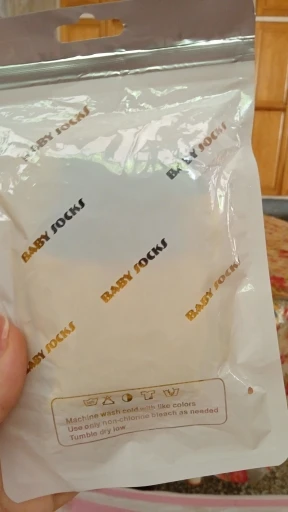 BABY SOCKS
BABY SOCKS
BABY SOCKS
BABY SOCKS
BABY SOCKS
BABY SOCKS
Machine wash cold with like colors
Use only non-chlorine bleach as needed
Tumble dry low